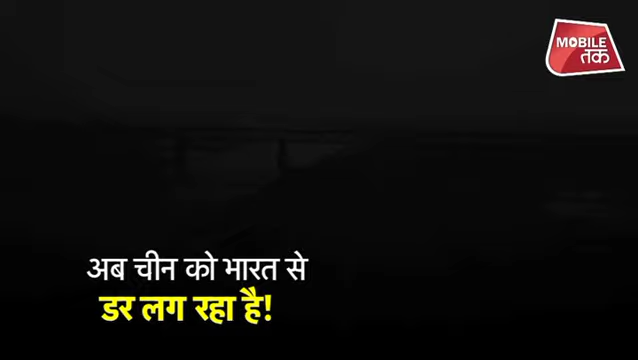 MOBILE
तक
अब चीन को भारत से
डर लग रहा है!